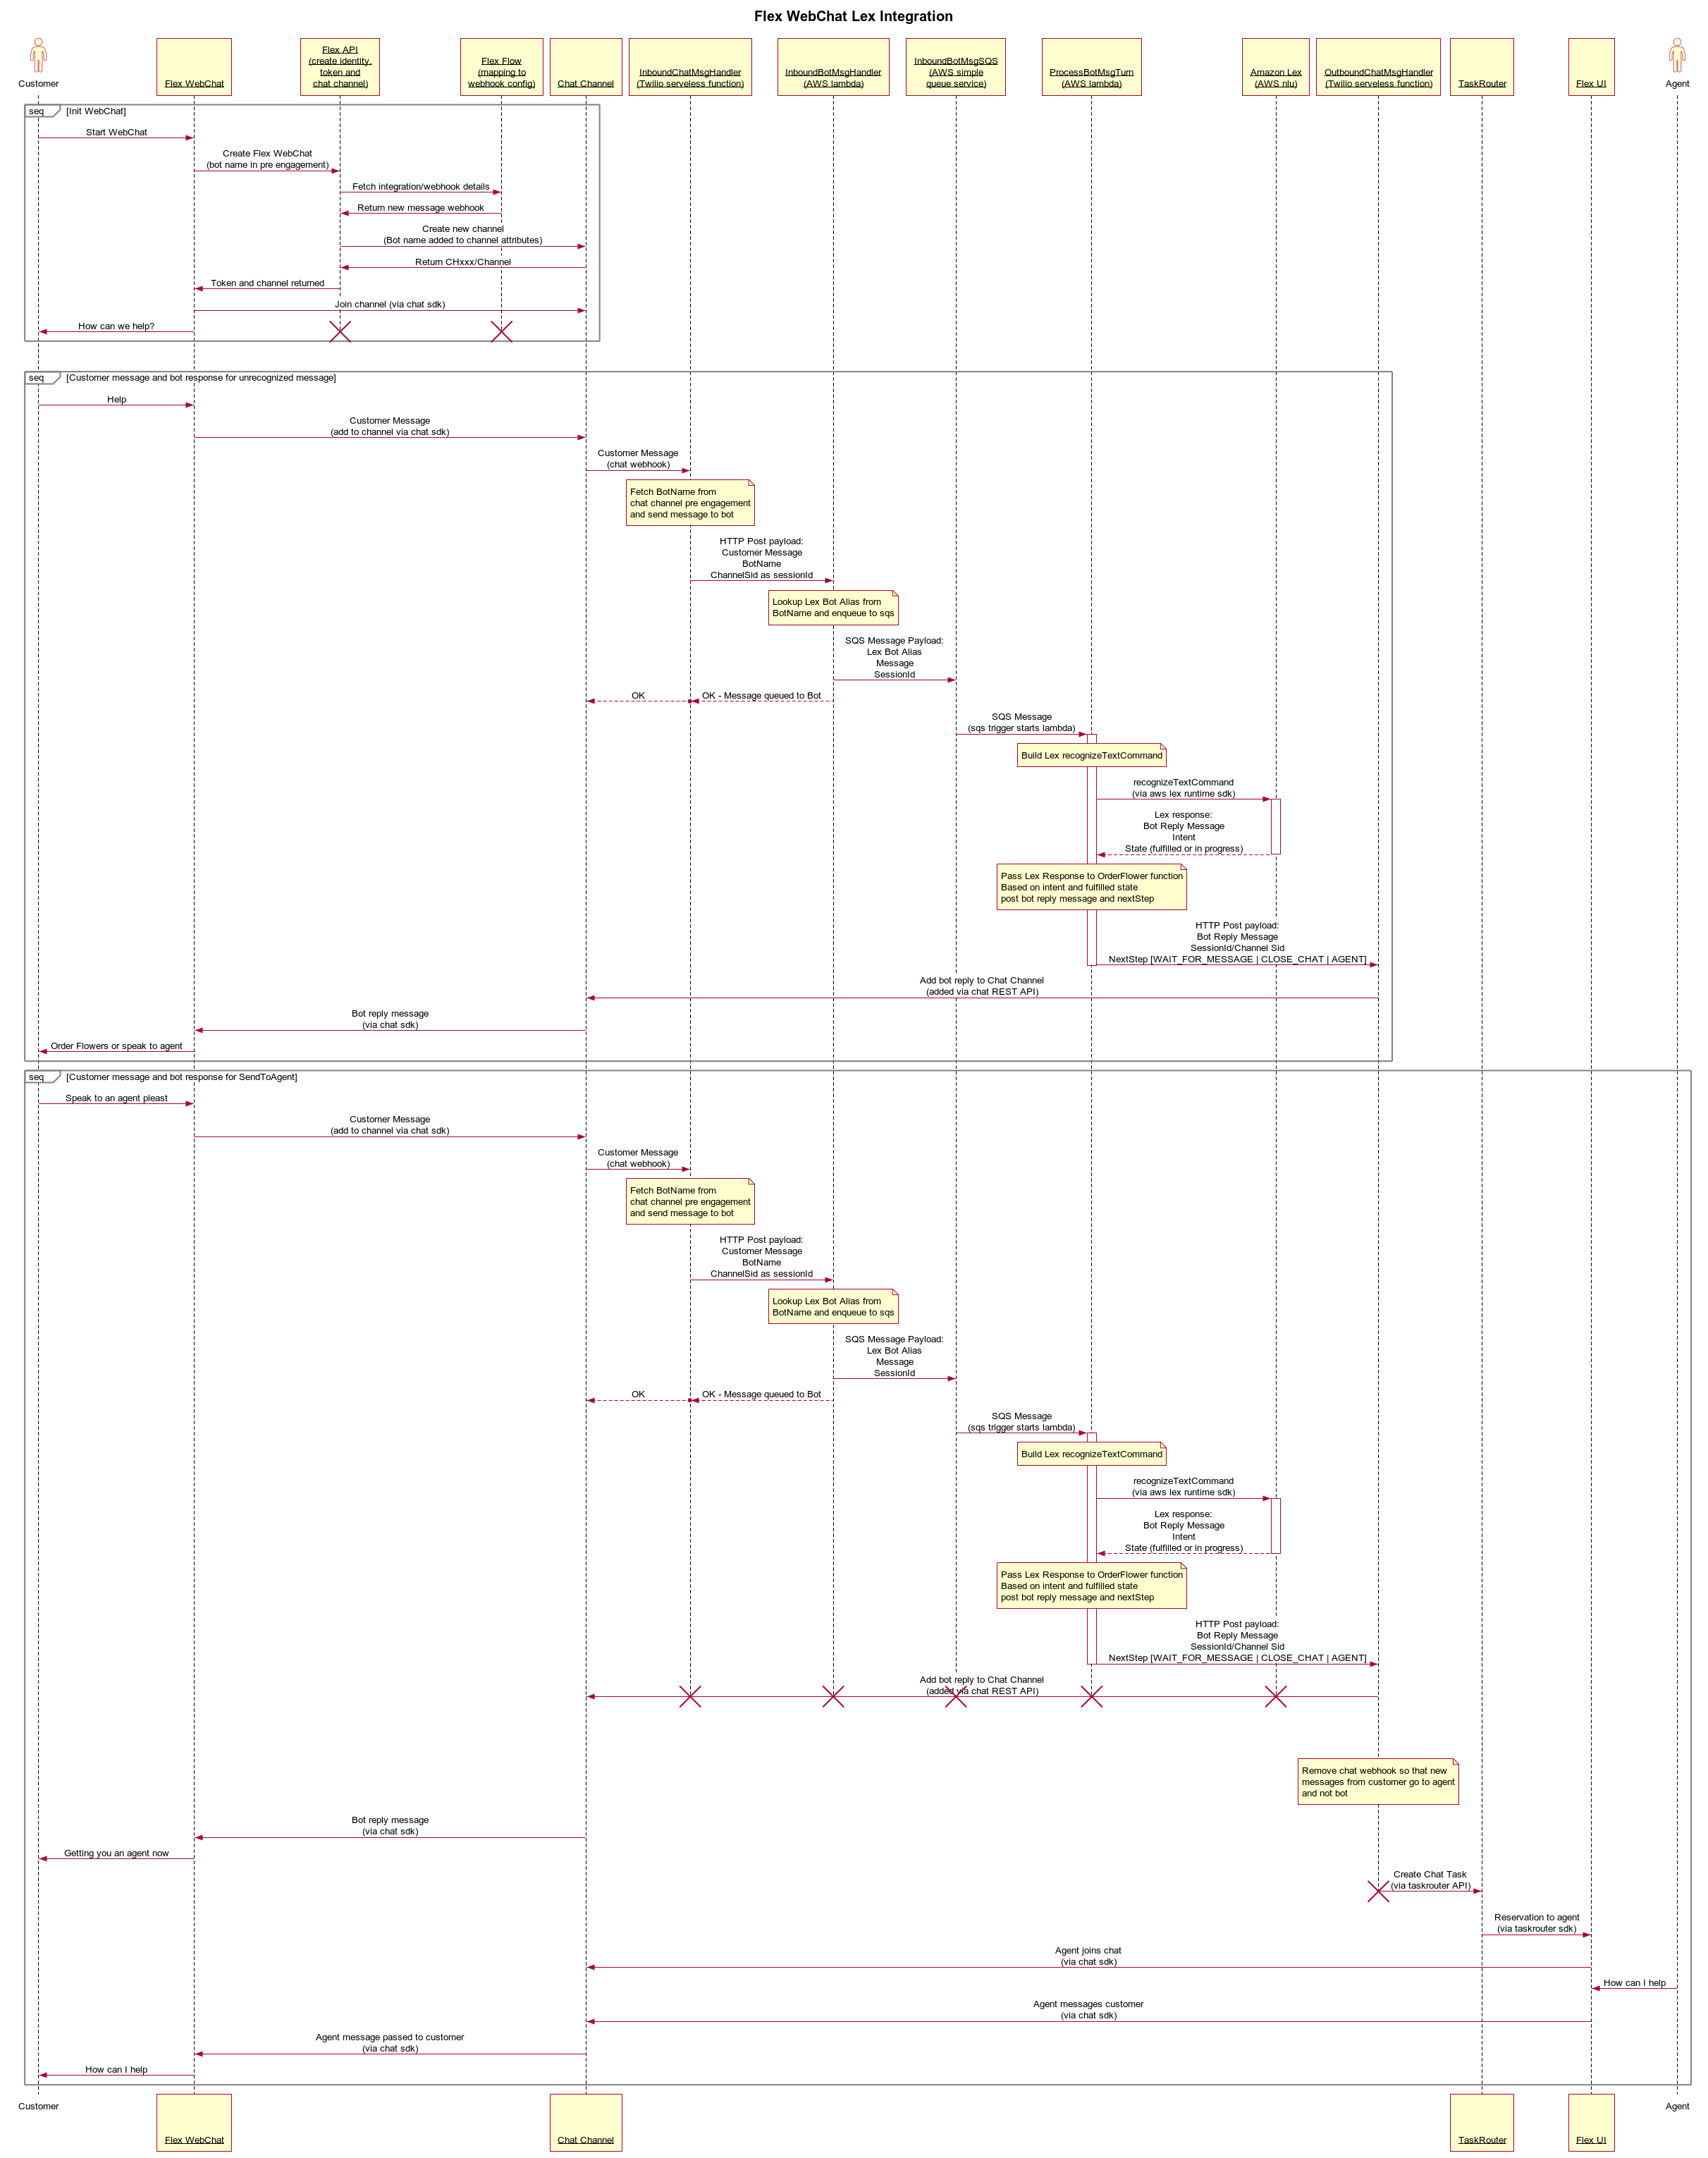 Flex WebChat Lex Integration
Customer
Flex WebChat
Flex API
(create identity,
token and
chat channel)
Flex Flow
(mapping to
webhook config)
Chat Channel
InboundChatMsgHandler
(Twilio serveless function)
InboundBotMsgHandler
(AWS lambda)
InboundBotMsgSQS
(AWS simple
queue service)
ProcessBotMsgTurn
(AWS lambda)
Amazon Lex
(AWS nlu)
OutboundChatMsgHandler
(Twilio serveless function)
TaskRouter
Flex UI
Agent
seq [Init WebChat]
Start WebChat
Create Flex WebChat
(bot name in pre engagement)
Fetch integration/webhook details
Return new message webhook
Create new channel
(Bot name added to channel attributes)
Return CHxxx/Channel
Token and channel returned
Join channel (via chat sdk)
How can we help?
seq [Customer message and bot response for unrecognized message]
Help
Customer Message
(add to channel via chat sdk)
Customer Message
(chat webhook)
Fetch BotName from
chat channel pre engagement
and send message to bot
HTTP Post payload:
Customer Message
BotName
ChannelSid as sessionId
Lookup Lex Bot Alias from
BotName and enqueue to sqs
SQS Message Payload:
Lex Bot Alias
Message
SessionId
OK
OK - Message queued to Bot
SQS Message
(sqs trigger starts lambda)
Build Lex recognizeTextCommand
recognizeTextCommand
(via aws lex runtime sdk)
Lex response:
Bot Reply Message
Intent
State (fulfilled or in progress)
Pass Lex Response to OrderFlower function
Based on intent and fulfilled state
post bot reply message and nextStep
HTTP Post payload:
Bot Reply Message
SessionId/Channel Sid
NextStep [WAIT_FOR_MESSAGE | CLOSE_CHAT | AGENT]
Add bot reply to Chat Channel
(added via chat REST API)
Bot reply message
(via chat sdk)
Order Flowers or speak to agent
seq [Customer message and bot response for SendToAgent]
Speak to an agent pleast
Customer Message
(add to channel via chat sdk)
Customer Message
(chat webhook)
Fetch BotName from
chat channel pre engagement
and send message to bot
HTTP Post payload:
Customer Message
BotName
ChannelSid as sessionId
Lookup Lex Bot Alias from
BotName and enqueue to sqs
SQS Message Payload:
Lex Bot Alias
Message
SessionId
OK
OK - Message queued to Bot
SQS Message
(sqs trigger starts lambda)
Build Lex recognizeTextCommand
recognizeTextCommand
(via aws lex runtime sdk)
Lex response:
Bot Reply Message
Intent
State (fulfilled or in progress)
Pass Lex Response to OrderFlower function
Based on intent and fulfilled state
post bot reply message and nextStep
HTTP Post payload:
Bot Reply Message
SessionId/Channel Sid
NextStep [WAIT_FOR_MESSAGE | CLOSE_CHAT | AGENT]
Add bot reply to Chat Channel
(added via chat REST API)
Remove chat webhook so that new
messages from customer go to agent
and not bot
Bot reply message
(via chat sdk)
Getting you an agent now
Create Chat Task
(via taskrouter API)
Reservation to agent
(via taskrouter sdk)
Agent joins chat
(via chat sdk)
How can I help
Agent messages customer
(via chat sdk)
Agent message passed to customer
(via chat sdk)
How can I help
Customer
Flex WebChat
Chat Channel
TaskRouter
Flex UI
Agent